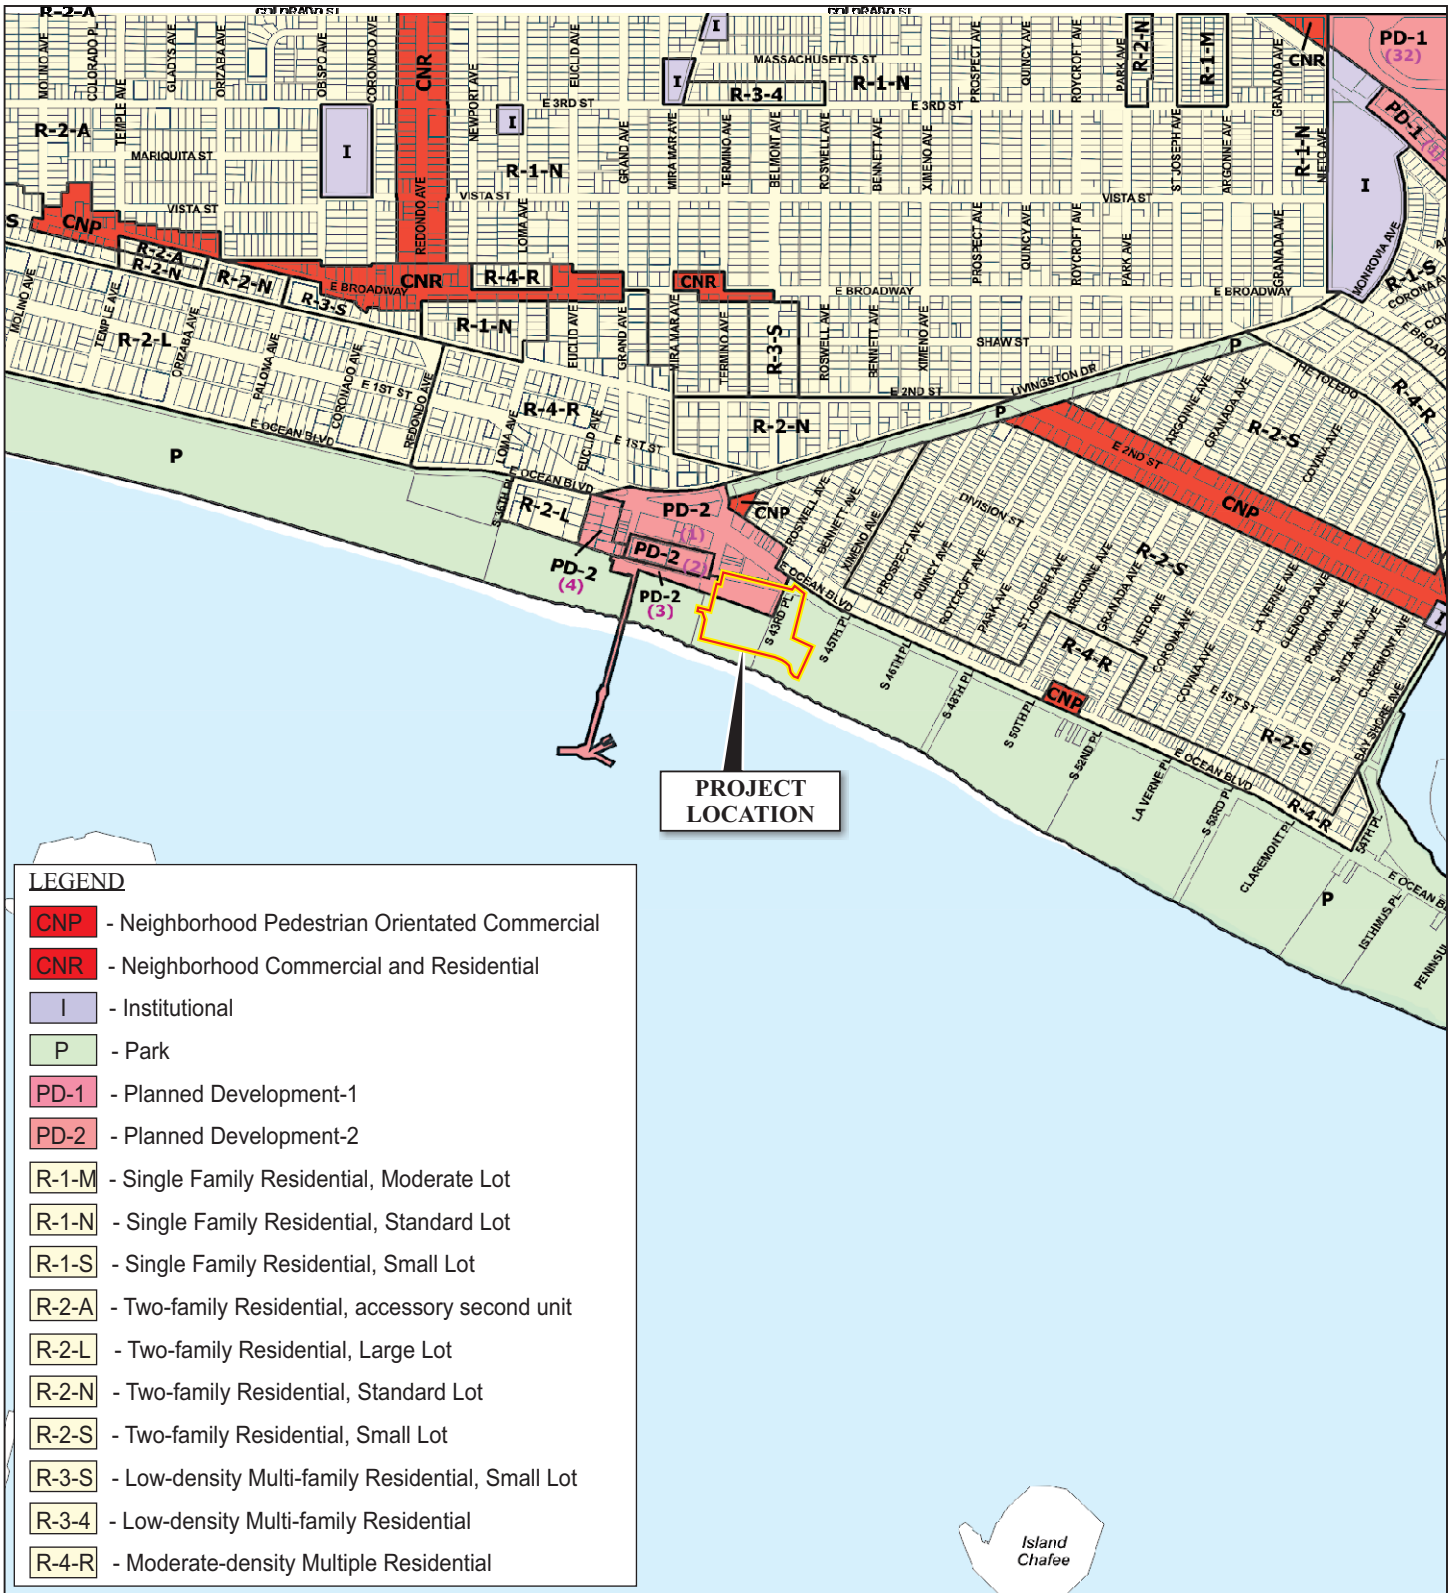 COLORADO ST
COLORADO ST
R-2-A
MOLINO AVE
COLORADO PL
GLADYS AVE
ORIZABA AVE
OBISPO AVE
CORONADO AVE
CNR
NEWPORT AVE
EUCLID AVE
I
MASSACHUSETTS ST
I
R-3-4
R-1-N
PROSPECT AVE
QUINCY AVE
ROYCROFT AVE
PARK AVE
R-2-N
R-1-M
GRANADA AVE
CNR
PD-1
(32)
E 3RD ST
E 3RD ST
PD-1
R-2-A
TEMPLE AVE
MARIQUITA ST
I
I
R-1-N
GRAND AVE
MIRA MAR AVE
TERMINO AVE
BELMONT AVE
ROSWELL AVE
BENNETT AVE
XIMENO AVE
ST JOSEPH AVE
ARGONNE AVE
R-1-N
NIETO AVE
I
VISTA ST
VISTA ST
VISTA ST
S
CNP
REDONDO AVE
LOMA AVE
PROSPECT AVE
QUINCY AVE
ROYCROFT AVE
PARK AVE
GRANADA AVE
MONROVIA AVE
R-1-S
R-2-A
R-2-N
R-2-N
R-3-S
E BROADWAY
CNR
R-4-R
CNR
E BROADWAY
E BROADWAY
MOLINO AVE
TEMPLE AVE
R-2-L
ORIZABA AVE
PALOMA AVE
CORONADO AVE
E 1ST ST
REDONDO AVE
R-1-N
EUCLID AVE
GRAND AVE
MIRA MAR AVE
TERMINO AVE
R-3-S
ROSWELL AVE
BENNETT AVE
XIMENO AVE
SHAW ST
P
THE TOLEDO
R-4-R
E 2ND ST
LIVINGSTON DR
P
R-4-R
LOMA AVE
EUCLID AVE
E 1ST ST
R-2-N
ARGONNE AVE
GRANADA AVE
R-2-S
COVINA AVE
E OCEAN BLVD
P
E OCEAN BLVD
E 2ND ST
CNP
S 36TH PL
R-2-L
PD-2
(1)
CNP
ROSWELL AVE
BENNETT AVE
XIMENO AVE
DIVISION ST
PD-2
(2)
PD-2
(4)
PD-2
(3)
E OCEAN BLVD
PROSPECT AVE
QUINCY AVE
ROYCROFT AVE
PARK AVE
ST JOSEPH AVE
ARGONNE AVE
GRANADA AVE
NIETO AVE
CORONA AVE
COVINA AVE
R-2-S
LA VERNE AVE
GLENDORA AVE
POMONA AVE
SANTA ANA AVE
CLAREMONT AVE
I
S 43RD PL
S 45TH PL
S 46TH PL
S 48TH PL
S 50TH PL
S 52ND PL
R-4-R
CNP
E 1ST ST
R-2-S
BAY SHORE AVE
E OCEAN BLVD
R-4-R
LA VERNE PL
S 53RD PL
CLAREMONT PL
54TH PL
P
ISTHMUS PL
PROJECT
LOCATION
LEGEND
CNP - Neighborhood Pedestrian Orientated Commercial
CNR - Neighborhood Commercial and Residential
I - Institutional
P - Park
PD-1 - Planned Development-1
PD-2 - Planned Development-2
R-1-M - Single Family Residential, Moderate Lot
R-1-N - Single Family Residential, Standard Lot
R-1-S - Single Family Residential, Small Lot
R-2-A - Two-family Residential, accessory second unit
R-2-L - Two-family Residential, Large Lot
R-2-N - Two-family Residential, Standard Lot
R-2-S - Two-family Residential, Small Lot
R-3-S - Low-density Multi-family Residential, Small Lot
R-3-4 - Low-density Multi-family Residential
R-4-R - Moderate-density Multiple Residential
Island
Chafee